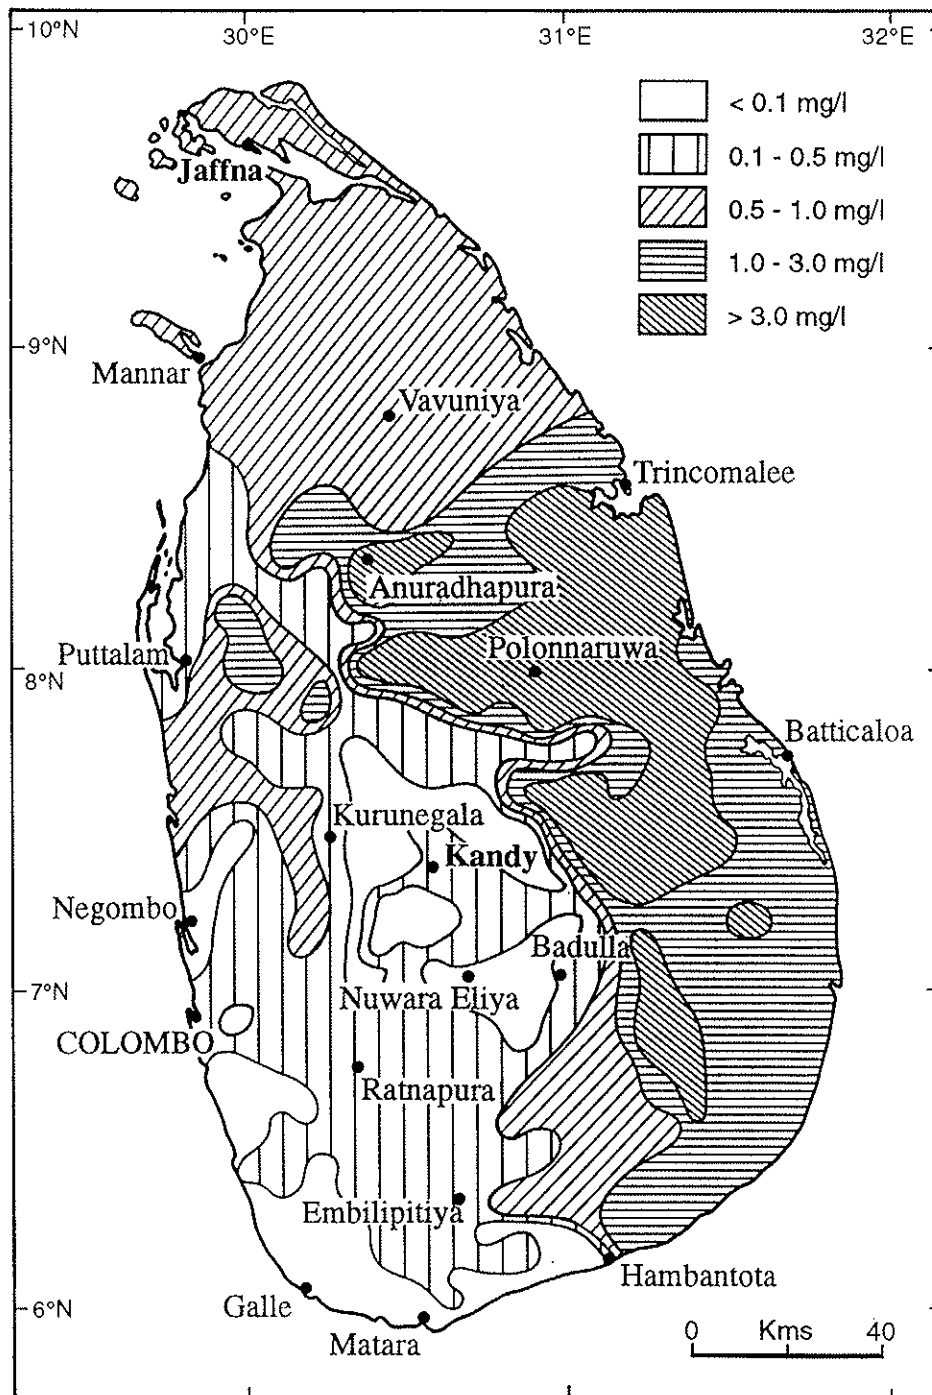 10°N
30°E
31°E
32°E
< 0.1 mg/l
0.1 - 0.5 mg/l
0.5 - 1.0 mg/l
1.0 - 3.0 mg/l
> 3.0 mg/l
Jaffna
9°N
Mannar
Vavuniya
Trincomalee
Anuradhapura
Puttalam
8°N
Polonnaruwa
Batticaloa
Kurunegala
Kandy
Negombo
Badulla
7°N
Nuwara Eliya
COLOMBO
Ratnapura
Embilipitiya
Hambantota
Galle
6°N
Matara
0 Kms 40